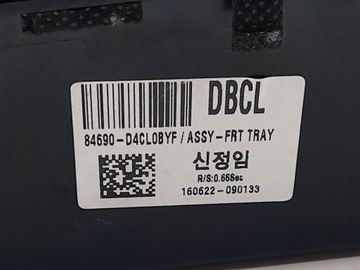 DBCL
84690-D4CL0BYF / ASSY-FRT TRAY
신정임
R/S:0.66Sec
160622-090133